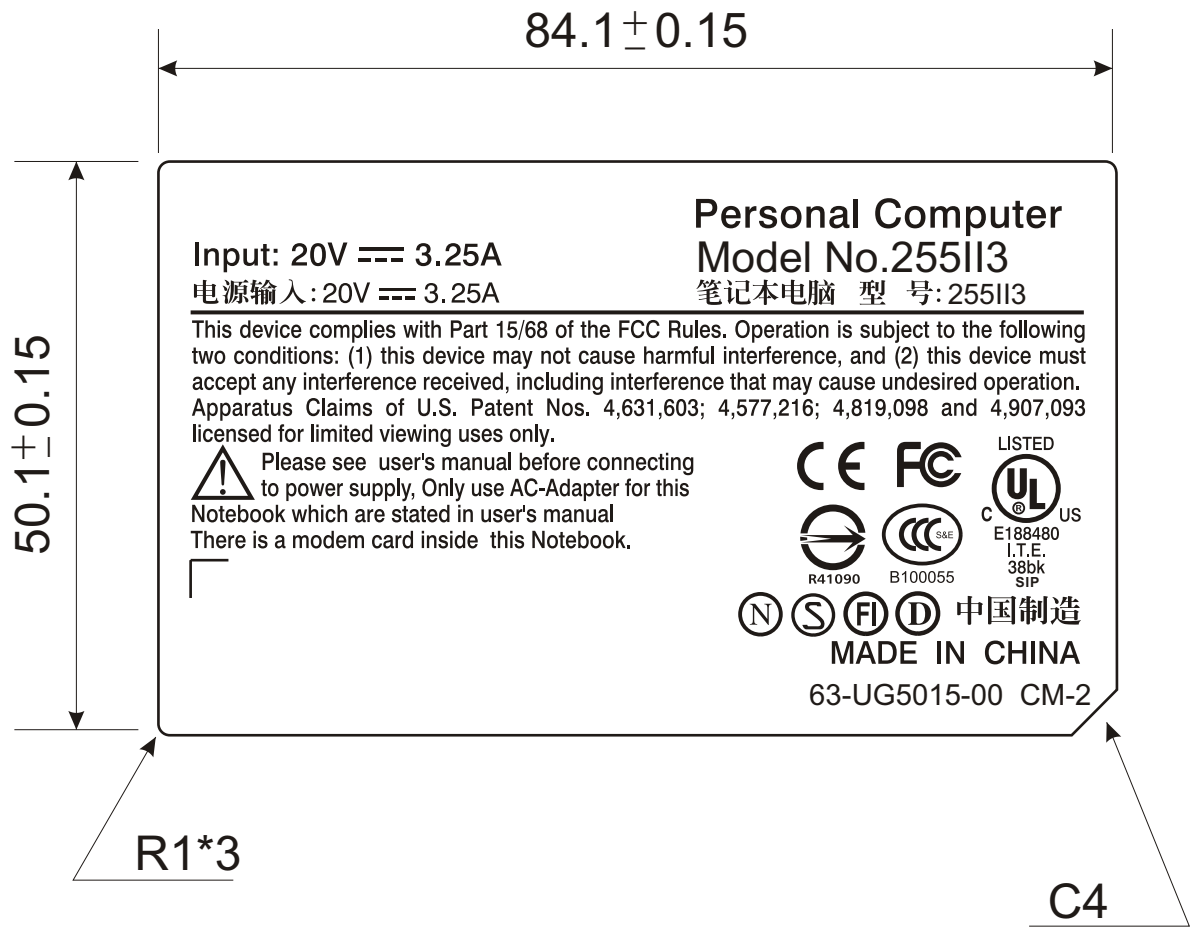 84.1±0.15
50.1±0.15
Personal Computer
Input: 20V ⎓ 3.25A
Model No.255II3
电源输入:20V ⎓ 3.25A
笔记本电脑 型 号:255II3
This device complies with Part 15/68 of the FCC Rules. Operation is subject to the following
two conditions: (1) this device may not cause harmful interference, and (2) this device must
accept any interference received, including interference that may cause undesired operation.
Apparatus Claims of U.S. Patent Nos. 4,631,603; 4,577,216; 4,819,098 and 4,907,093
licensed for limited viewing uses only.
Please see user's manual before connecting
to power supply, Only use AC-Adapter for this
Notebook which are stated in user's manual
There is a modem card inside this Notebook.
CE FC
LISTED
UL
®
C US
E188480
I.T.E.
38bk
SIP
R41090
CCC S&E
B100055
N S FI D 中国制造
MADE IN CHINA
63-UG5015-00 CM-2
R1*3
C4